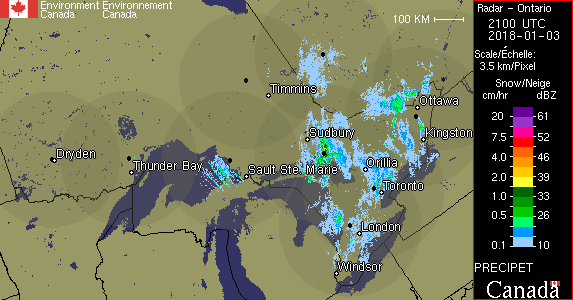 Environment Environnement
Canada Canada
100 KM
Timmins
Ottawa
Sudbury
Kingston
Dryden
Thunder Bay
Sault Ste. Marie
Orillia
Toronto
London
Windsor
Radar - Ontario
2100 UTC
2018-01-03
Scale/Échelle:
3.5 km/Pixel
Snow/Neige
cm/hr dBZ
20 61
7.5 52
4.0 46
2.0 39
1.0 33
0.5 26
0.1 10
PRECIPET
Canada